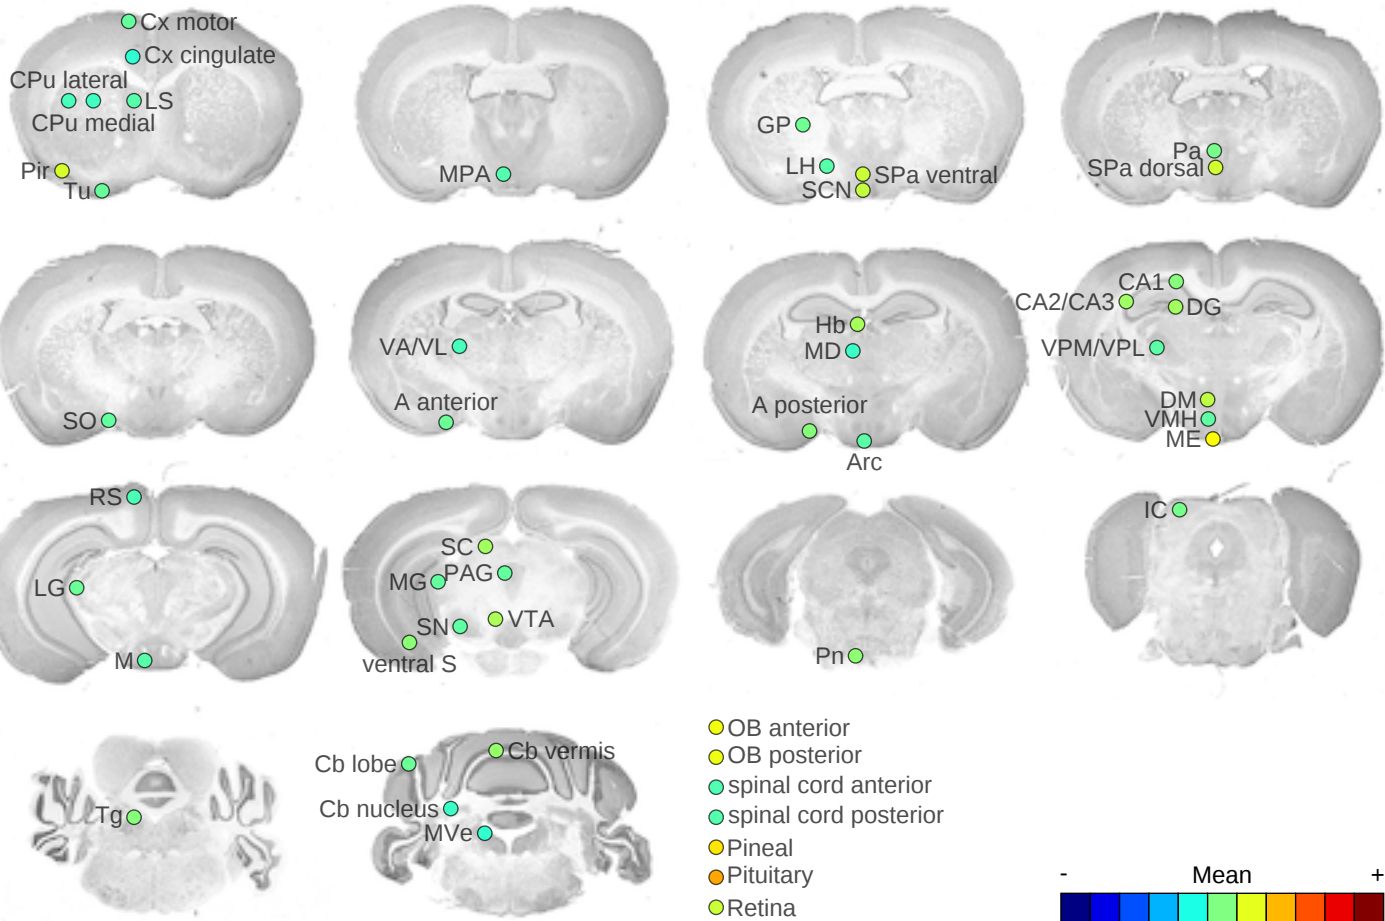 Cx motor
Cx cingulate
CPu lateral
LS
CPu medial
Pir
Tu
MPA
GP
LH
SPa ventral
SCN
Pa
SPa dorsal
SO
VA/VL
A anterior
Hb
MD
A posterior
Arc
CA1
CA2/CA3
DG
VPM/VPL
DM
VMH
ME
RS
LG
M
SC
PAG
MG
SN
VTA
ventral S
Pn
IC
Tg
Cb vermis
Cb lobe
Cb nucleus
MVe
OB anterior
OB posterior
spinal cord anterior
spinal cord posterior
Pineal
Pituitary
Retina
- Mean +